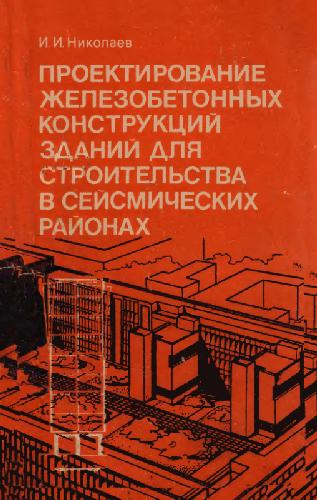 И. И. Николаев
ПРОЕКТИРОВАНИЕ
ЖЕЛЕЗОБЕТОННЫХ
КОНСТРУКЦИЙ
ЗДАНИЙ ДЛЯ
СТРОИТЕЛЬСТВА
В СЕЙСМИЧЕСКИХ
РАЙОНАХ